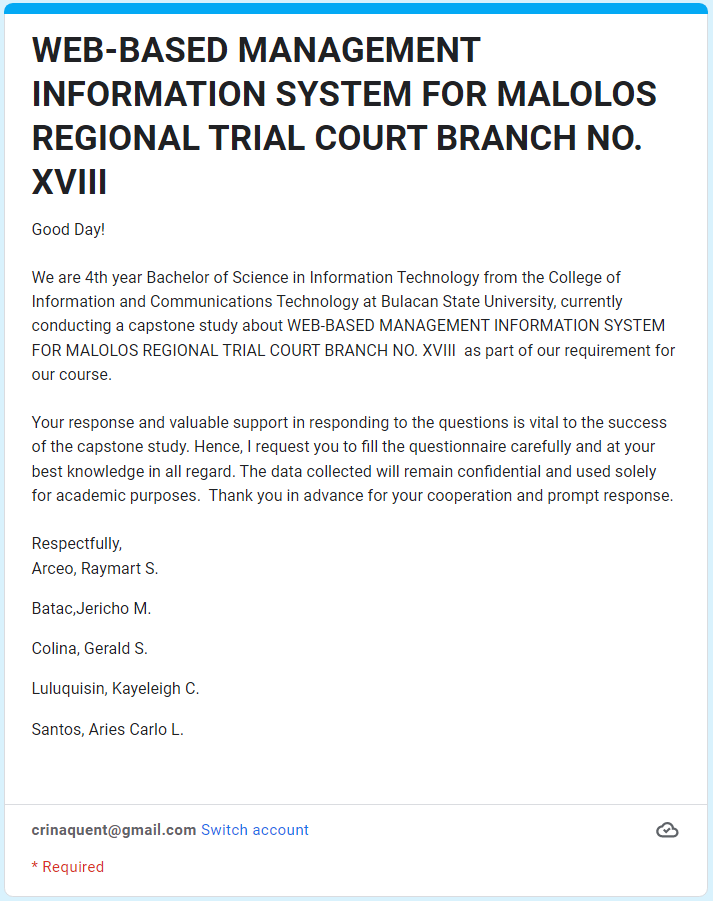 WEB-BASED MANAGEMENT
INFORMATION SYSTEM FOR MALOLOS
REGIONAL TRIAL COURT BRANCH NO.
XVIII
Good Day!
We are 4th year Bachelor of Science in Information Technology from the College of
Information and Communications Technology at Bulacan State University, currently
conducting a capstone study about WEB-BASED MANAGEMENT INFORMATION SYSTEM
FOR MALOLOS REGIONAL TRIAL COURT BRANCH NO. XVIII  as part of our requirement for
our course.
Your response and valuable support in responding to the questions is vital to the success
of the capstone study. Hence, I request you to fill the questionnaire carefully and at your
best knowledge in all regard. The data collected will remain confidential and used solely
for academic purposes.  Thank you in advance for your cooperation and prompt response.
Respectfully,
Arceo, Raymart S.
Batac,Jericho M.
Colina, Gerald S.
Luluquisin, Kayeleigh C.
Santos, Aries Carlo L.
crinaquent@gmail.com Switch account
* Required